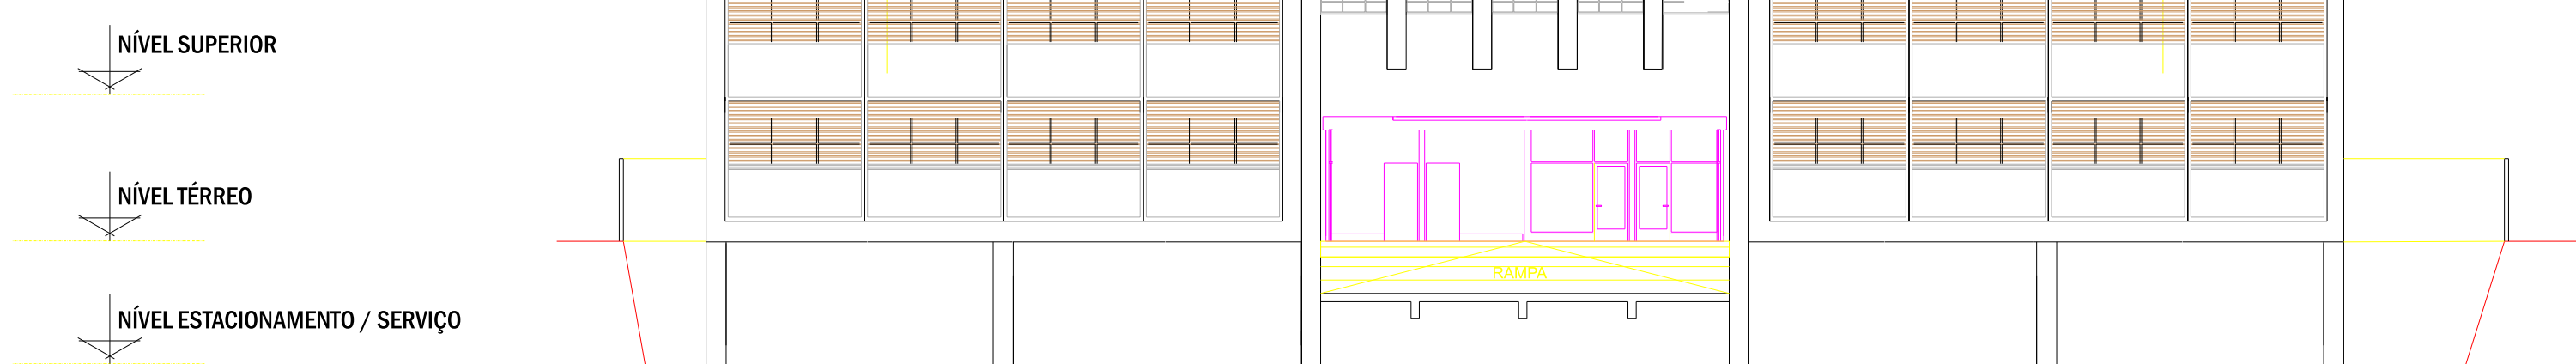 NÍVEL SUPERIOR
NÍVEL TÉRREO
RAMPA
NÍVEL ESTACIONAMENTO / SERVIÇO